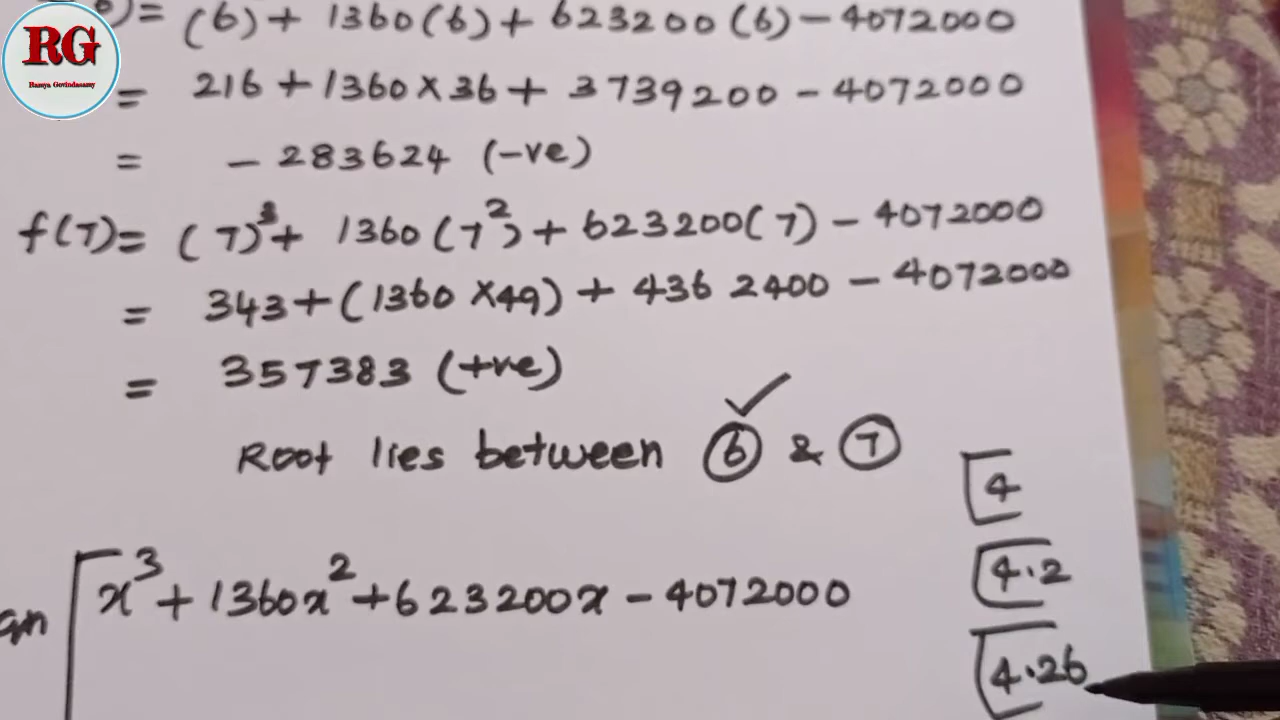 RG
Ramya Govindasamy
)= (6)+ 1360(6)+ 623200(6)-4072000
= 216+1360×36+ 3739200-4072000
= -283624 (-ve)
f(7)= (7)³+ 1360(7²)+623200(7)-4072000
= 343+(1360×49)+4362400-4072000
= 357383 (+ve)
Root lies between 6 & 7
4
4.2
x³+1360x²+623200x-4072000
4.26